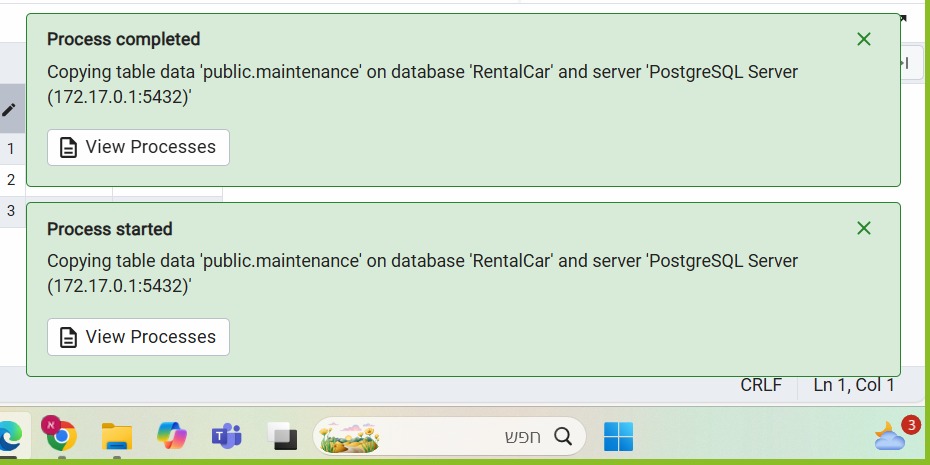 Process completed
Copying table data 'public.maintenance' on database 'RentalCar' and server 'PostgreSQL Server
(172.17.0.1:5432)'
View Processes
1
2
3
Process started
Copying table data 'public.maintenance' on database 'RentalCar' and server 'PostgreSQL Server
(172.17.0.1:5432)'
View Processes
CRLF Ln 1, Col 1
א
חפש
3